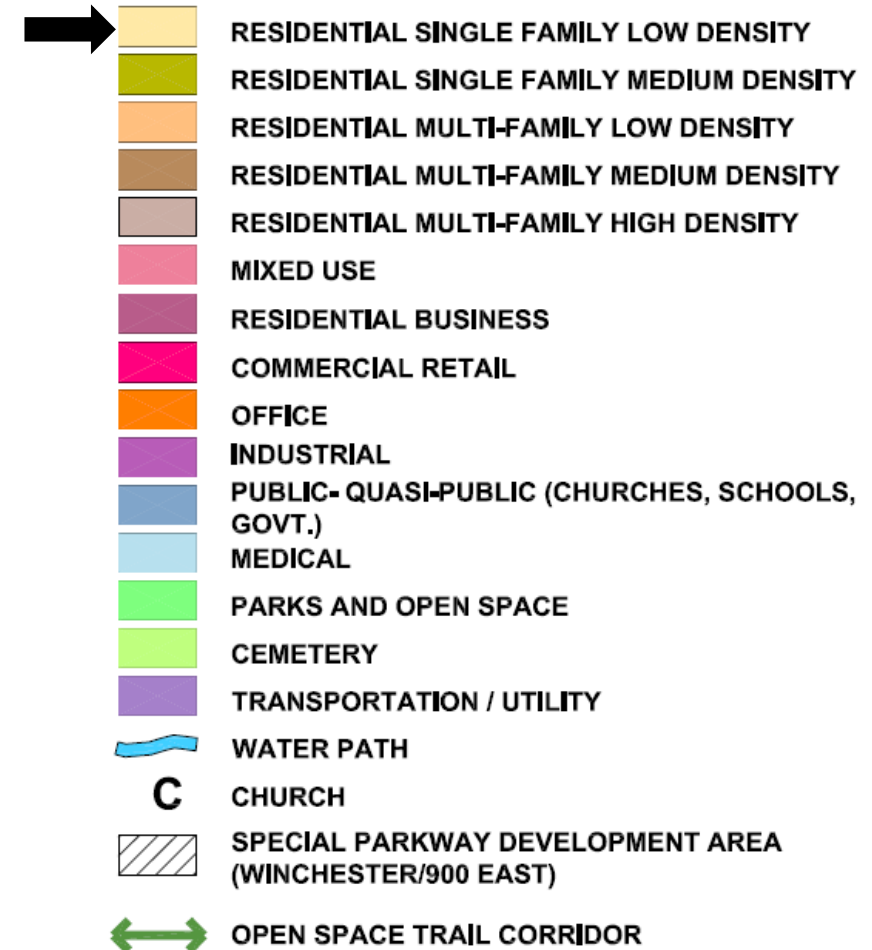 RESIDENTIAL SINGLE FAMILY LOW DENSITY
RESIDENTIAL SINGLE FAMILY MEDIUM DENSITY
RESIDENTIAL MULTI-FAMILY LOW DENSITY
RESIDENTIAL MULTI-FAMILY MEDIUM DENSITY
RESIDENTIAL MULTI-FAMILY HIGH DENSITY
MIXED USE
RESIDENTIAL BUSINESS
COMMERCIAL RETAIL
OFFICE
INDUSTRIAL
PUBLIC- QUASI-PUBLIC (CHURCHES, SCHOOLS,
GOVT.)
MEDICAL
PARKS AND OPEN SPACE
CEMETERY
TRANSPORTATION / UTILITY
WATER PATH
C CHURCH
SPECIAL PARKWAY DEVELOPMENT AREA
(WINCHESTER/900 EAST)
OPEN SPACE TRAIL CORRIDOR